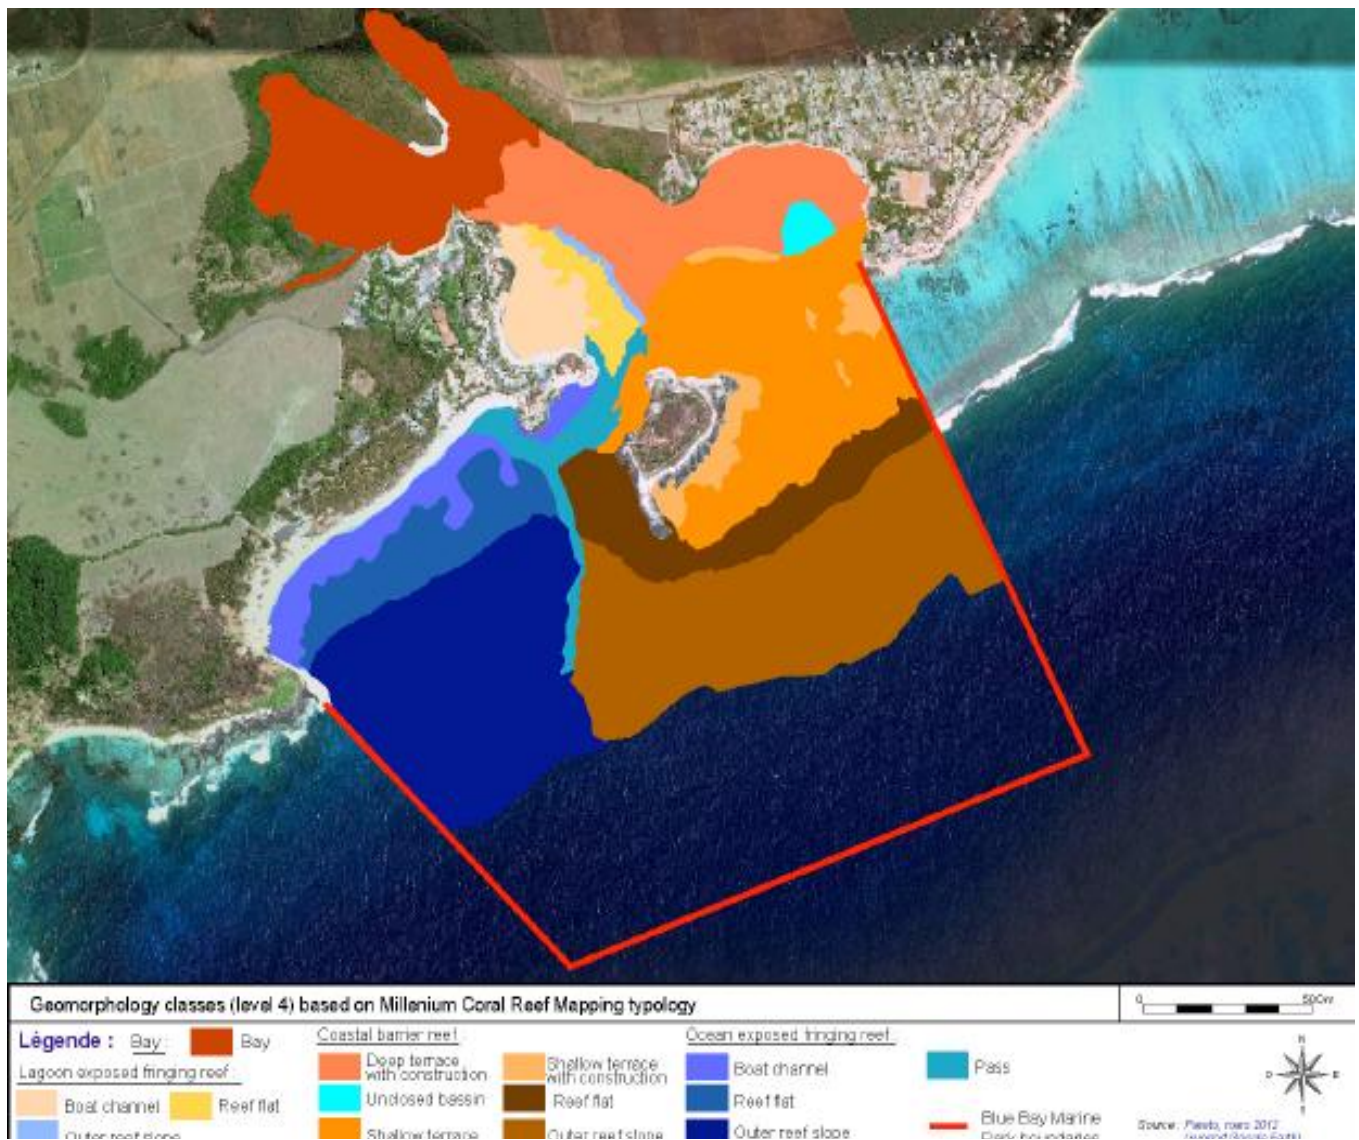 Geomorphology classes (level 4) based on Millenium Coral Reef Mapping typology
0 500m
Légende :
Bay :
Bay
Lagoon exposed fringing reef :
Boat channel
Reef flat
Outer reef slope
Coastal barrier reef :
Deep terrace
with construction
Unclosed bassin
Shallow terrace
Shallow terrace
with construction
Reef flat
Outer reef slope
Ocean exposed fringing reef :
Boat channel
Reef flat
Outer reef slope
Pass
Blue Bay Marine
Park boundaries
N
O E
Source : mars 2012